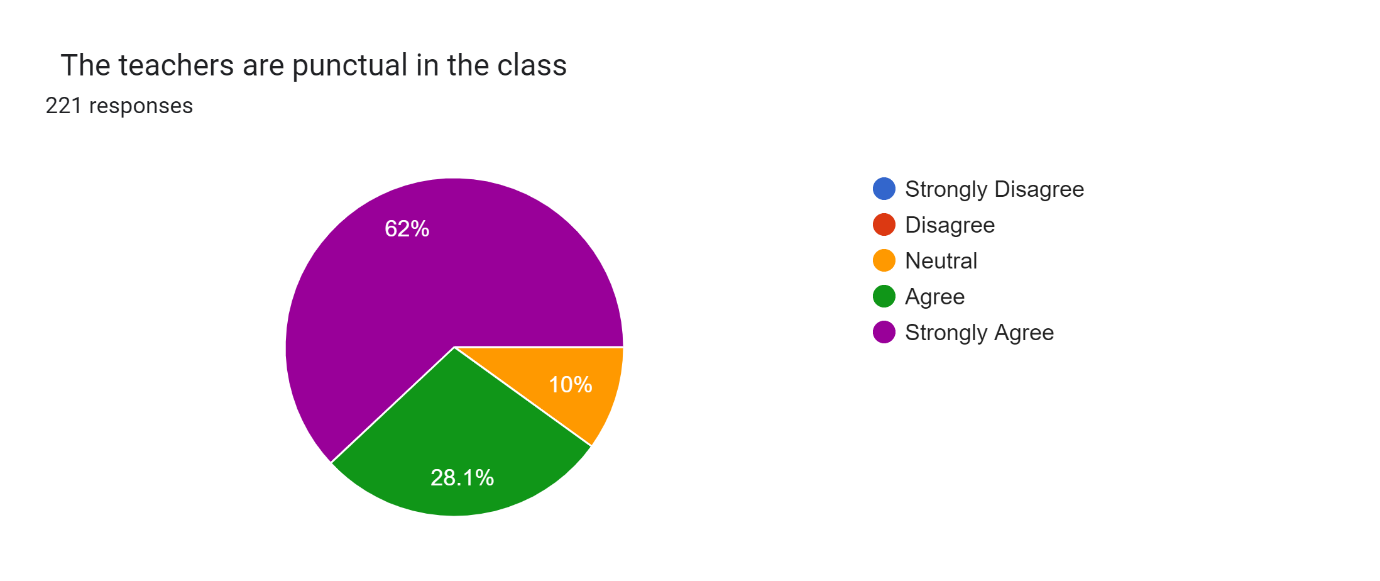 The teachers are punctual in the class
221 responses
62%
10%
28.1%
Strongly Disagree
Disagree
Neutral
Agree
Strongly Agree